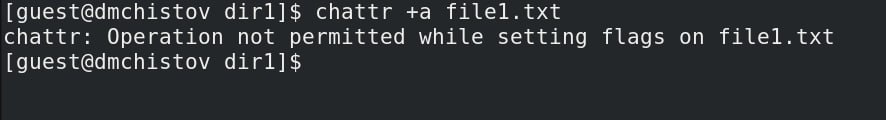 [guest@dmchistov dir1]$ chattr +a file1.txt
chattr: Operation not permitted while setting flags on file1.txt
[guest@dmchistov dir1]$